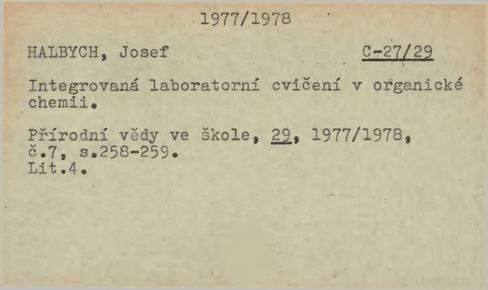 1977/1978
HALBYCH, Josef C-27/29
Integrovaná laboratorní cvičení v organické
chemii.
Přírodní vědy ve škole, 29, 1977/1978,
č.7, s.258-259.
Lit.4.